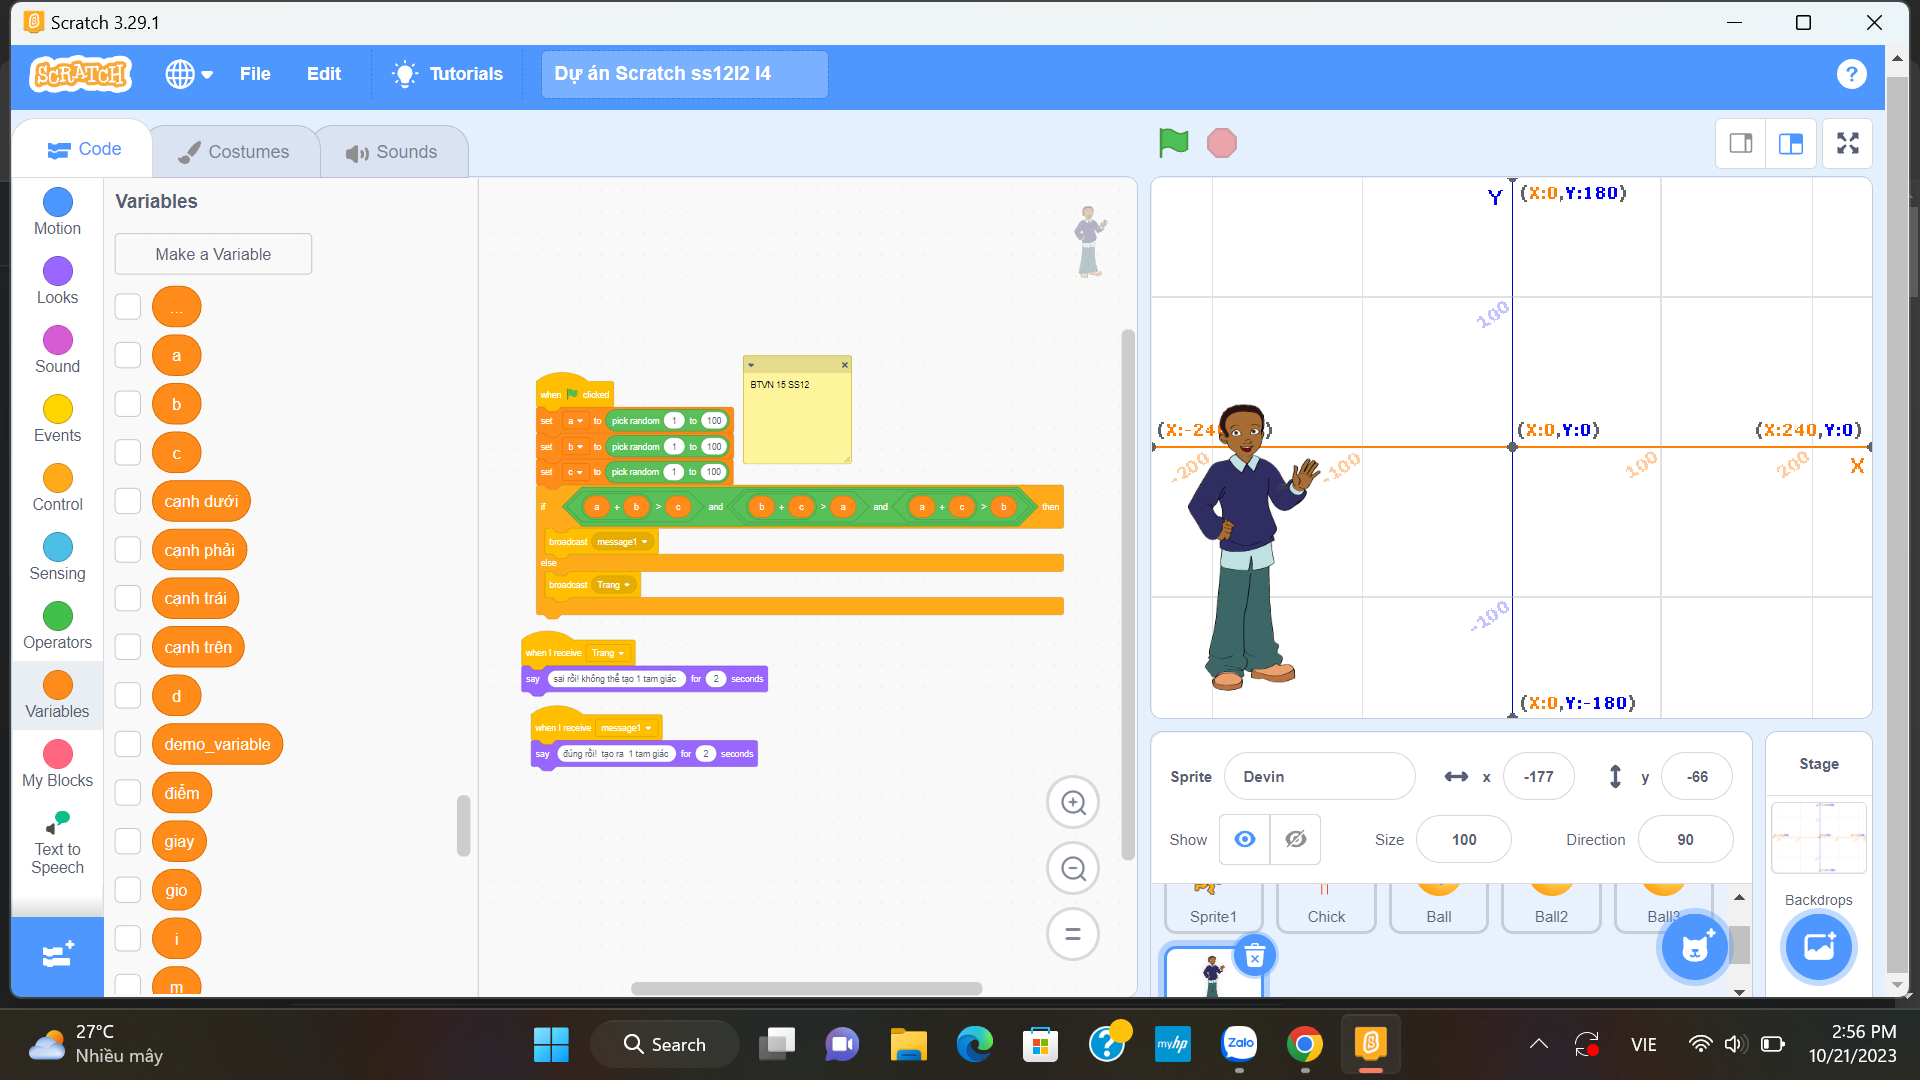 Scratch 3.29.1
SCRATCH File Edit Tutorials Dự án Scratch ss12l2 l4 ?
Code Costumes Sounds
Motion
Looks
Sound
Events
Control
Sensing
Operators
Variables
My Blocks
Text to
Speech
Variables
Make a Variable
...
a
b
c
cạnh dưới
cạnh phải
cạnh trái
cạnh trên
d
demo_variable
điểm
giay
gio
i
m
when clicked
set a to pick random 1 to 100
set b to pick random 1 to 100
set c to pick random 1 to 100
if a + b > c and b + c > a and a + c > b then
broadcast message1
else
broadcast Trang
when I receive Trang
say sai rồi! không thể tạo 1 tam giác for 2 seconds
when I receive message1
say đúng rồi! tạo ra 1 tam giác for 2 seconds
BTVN 15 SS12
Y (X:0,Y:180)
100
(X:-24 ) (X:0,Y:0) (X:240,Y:0)
-200 -100 100 200 X
-100
(X:0,Y:-180)
Sprite Devin x -177 y -66
Show Size 100 Direction 90
Sprite1 Chick Ball Ball2 Ball3
Stage
Backdrops
27°C
Nhiều mây
Search
myhp
Zalo
VIE
2:56 PM
10/21/2023